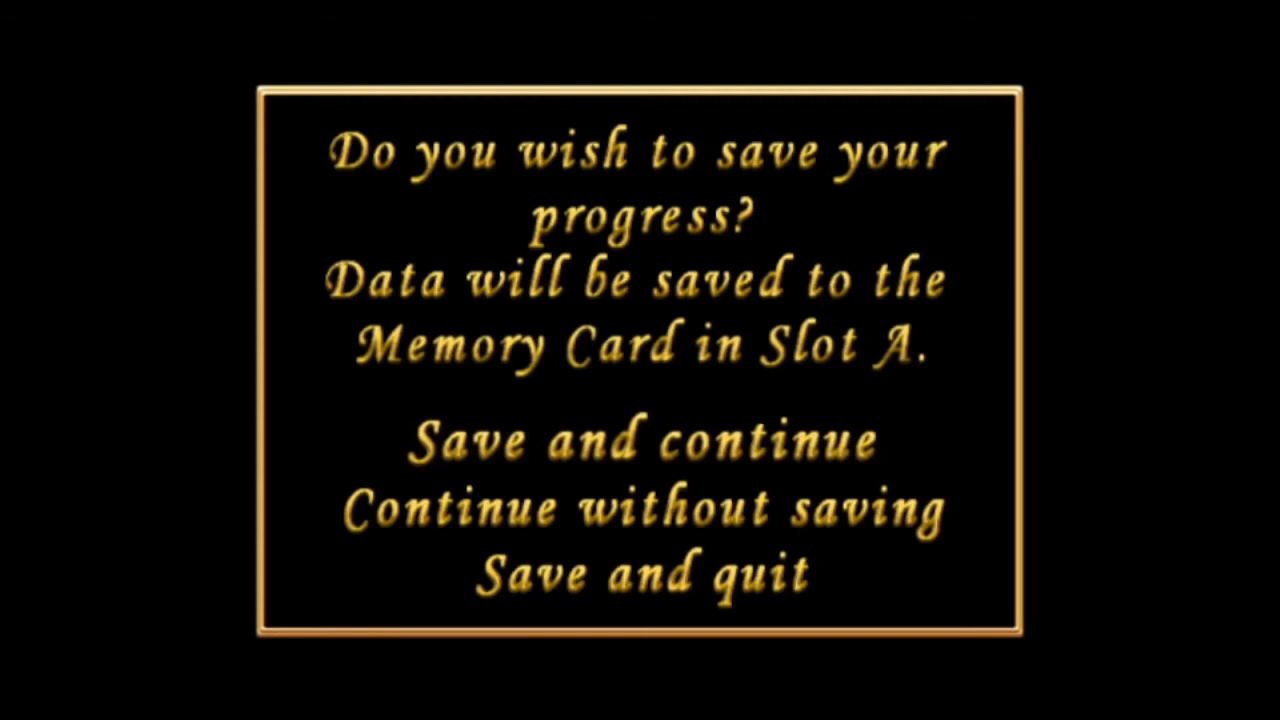 Do you wish to save your
progress?
Data will be saved to the
Memory Card in Slot A.
Save and continue
Continue without saving
Save and quit